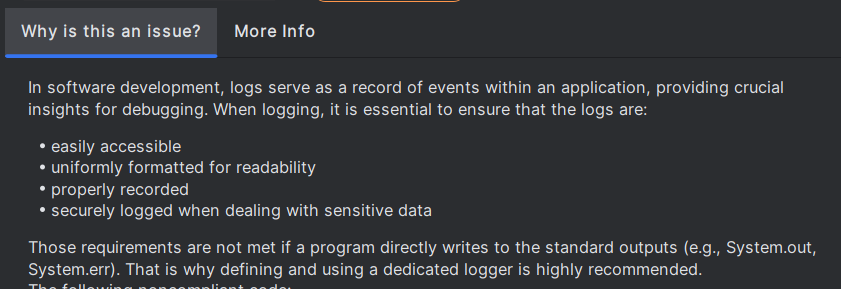 Why is this an issue? More Info
In software development, logs serve as a record of events within an application, providing crucial
insights for debugging. When logging, it is essential to ensure that the logs are:
• easily accessible
• uniformly formatted for readability
• properly recorded
• securely logged when dealing with sensitive data
Those requirements are not met if a program directly writes to the standard outputs (e.g., System.out,
System.err). That is why defining and using a dedicated logger is highly recommended.
The following noncompliant code: